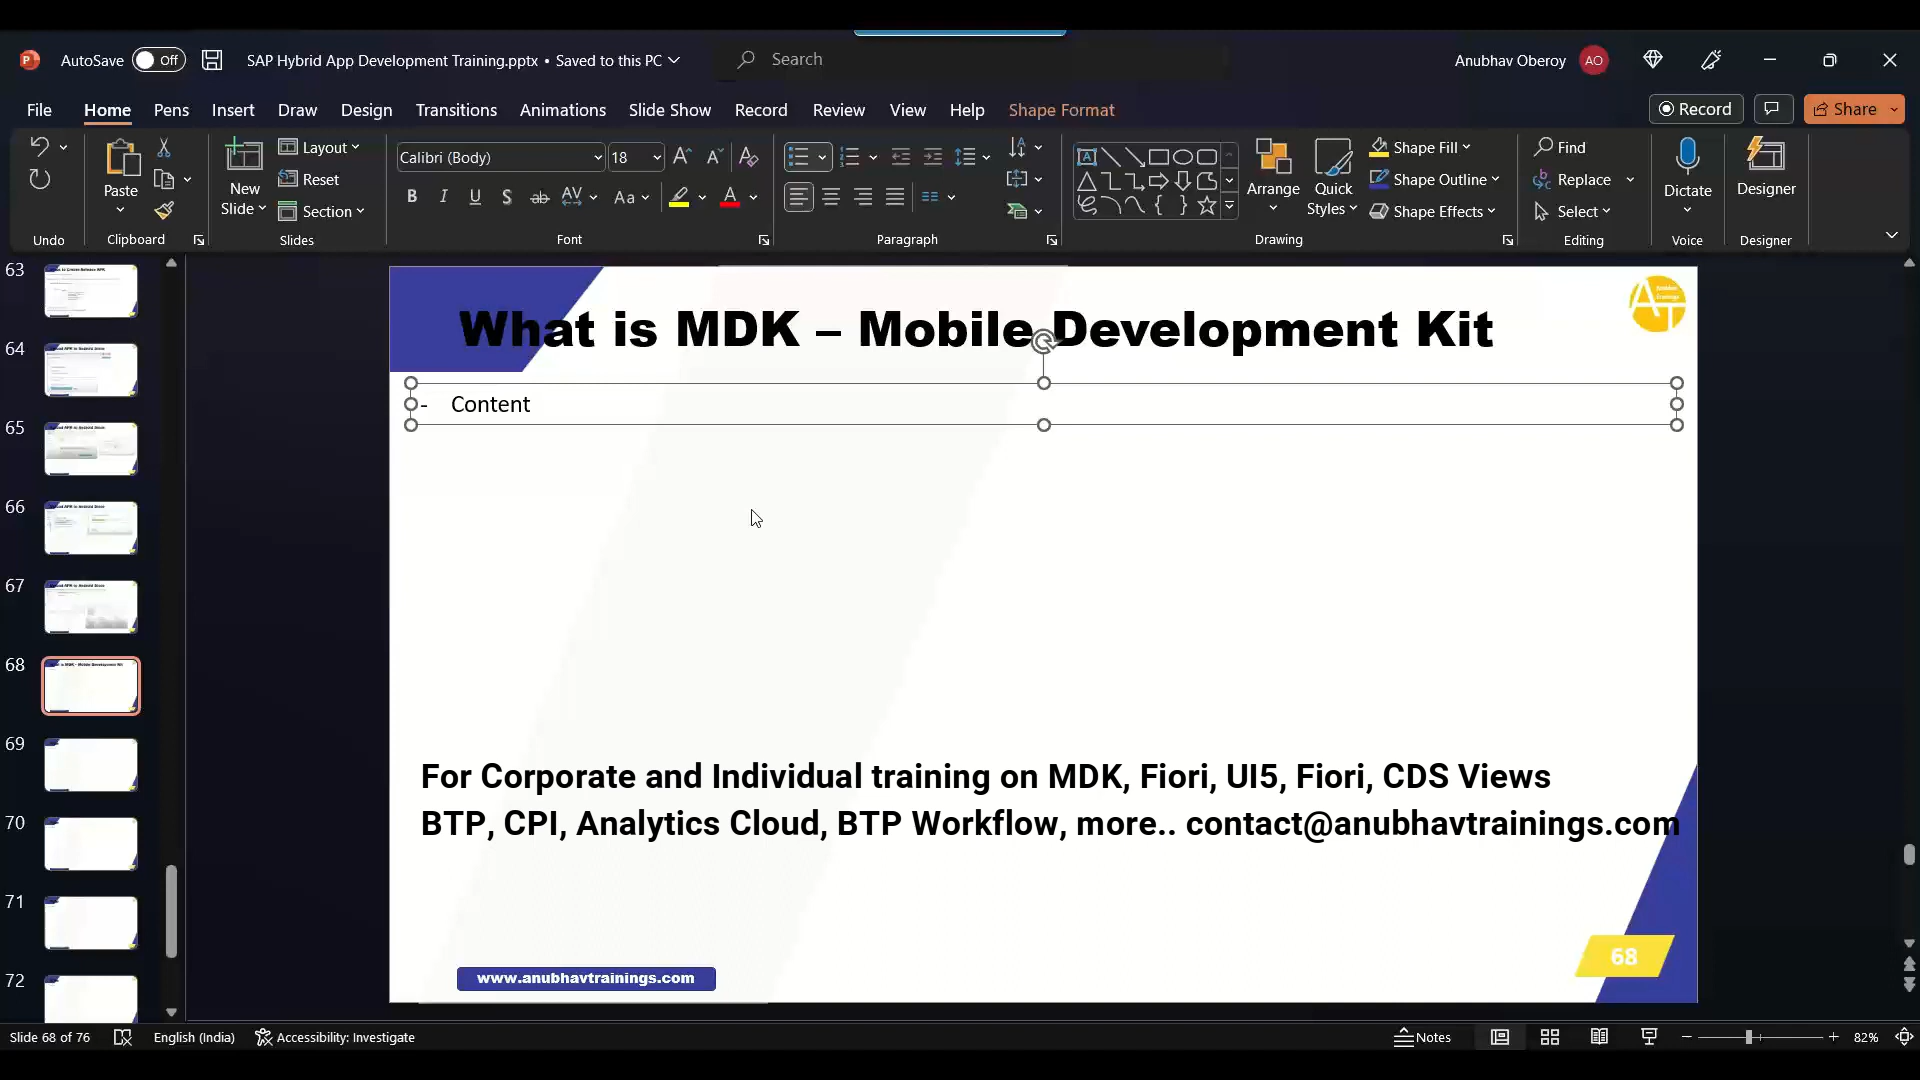 AutoSave Off SAP Hybrid App Development Training.pptx • Saved to this PC Search Anubhav Oberoy AO
File Home Pens Insert Draw Design Transitions Animations Slide Show Record Review View Help Shape Format Record Share
Paste
New Slide
Layout
Reset
Section
Calibri (Body) 18
Arrange
Quick Styles
Shape Fill
Shape Outline
Shape Effects
Find
Replace
Select
Dictate
Designer
Undo Clipboard Slides Font Paragraph Drawing Editing Voice Designer
63
64
65
66
67
68
69
70
71
72
What is MDK – Mobile Development Kit
- Content
For Corporate and Individual training on MDK, Fiori, UI5, Fiori, CDS Views
BTP, CPI, Analytics Cloud, BTP Workflow, more.. contact@anubhavtrainings.com
68
www.anubhavtrainings.com
Slide 68 of 76 English (India) Accessibility: Investigate Notes 82%